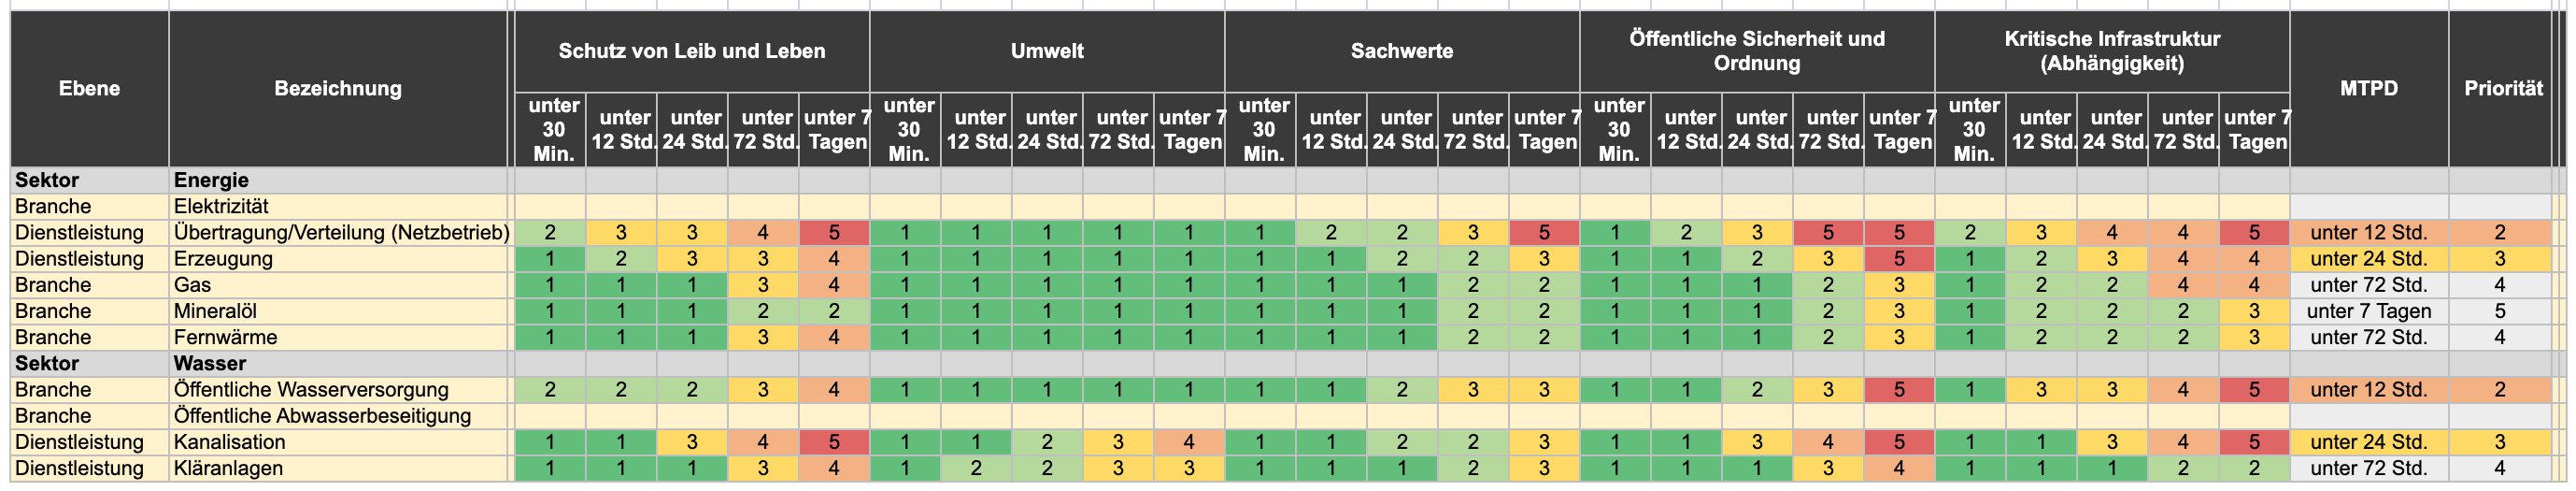 Ebene Bezeichnung Schutz von Leib und Leben Umwelt Sachwerte Öffentliche Sicherheit und Ordnung Kritische Infrastruktur (Abhängigkeit) MTPD Priorität
unter 30 Min. unter 12 Std. unter 24 Std. unter 72 Std. unter 7 Tagen unter 30 Min. unter 12 Std. unter 24 Std. unter 72 Std. unter 7 Tagen unter 30 Min. unter 12 Std. unter 24 Std. unter 72 Std. unter 7 Tagen unter 30 Min. unter 12 Std. unter 24 Std. unter 72 Std. unter 7 Tagen unter 30 Min. unter 12 Std. unter 24 Std. unter 72 Std. unter 7 Tagen
Sektor Energie
Branche Elektrizität
Dienstleistung Übertragung/Verteilung (Netzbetrieb) 2 3 3 4 5 1 1 1 1 1 1 2 2 3 5 1 2 3 5 5 2 3 4 4 5 unter 12 Std. 2
Dienstleistung Erzeugung 1 2 3 3 4 1 1 1 1 1 1 1 2 2 3 1 1 2 3 5 1 2 3 4 4 unter 24 Std. 3
Branche Gas 1 1 1 3 4 1 1 1 1 1 1 1 1 2 2 1 1 1 2 3 1 2 2 4 4 unter 72 Std. 4
Branche Mineralöl 1 1 1 2 2 1 1 1 1 1 1 1 1 2 2 1 1 1 2 3 1 2 2 2 3 unter 7 Tagen 5
Branche Fernwärme 1 1 1 3 4 1 1 1 1 1 1 1 1 2 2 1 1 1 2 3 1 2 2 2 3 unter 72 Std. 4
Sektor Wasser
Branche Öffentliche Wasserversorgung 2 2 2 3 4 1 1 1 1 1 1 1 2 3 3 1 1 2 3 5 1 3 3 4 5 unter 12 Std. 2
Branche Öffentliche Abwasserbeseitigung
Dienstleistung Kanalisation 1 1 3 4 5 1 1 2 3 4 1 1 2 2 3 1 1 3 4 5 1 1 3 4 5 unter 24 Std. 3
Dienstleistung Kläranlagen 1 1 1 3 4 1 2 2 3 3 1 1 1 2 3 1 1 1 3 4 1 1 1 2 2 unter 72 Std. 4